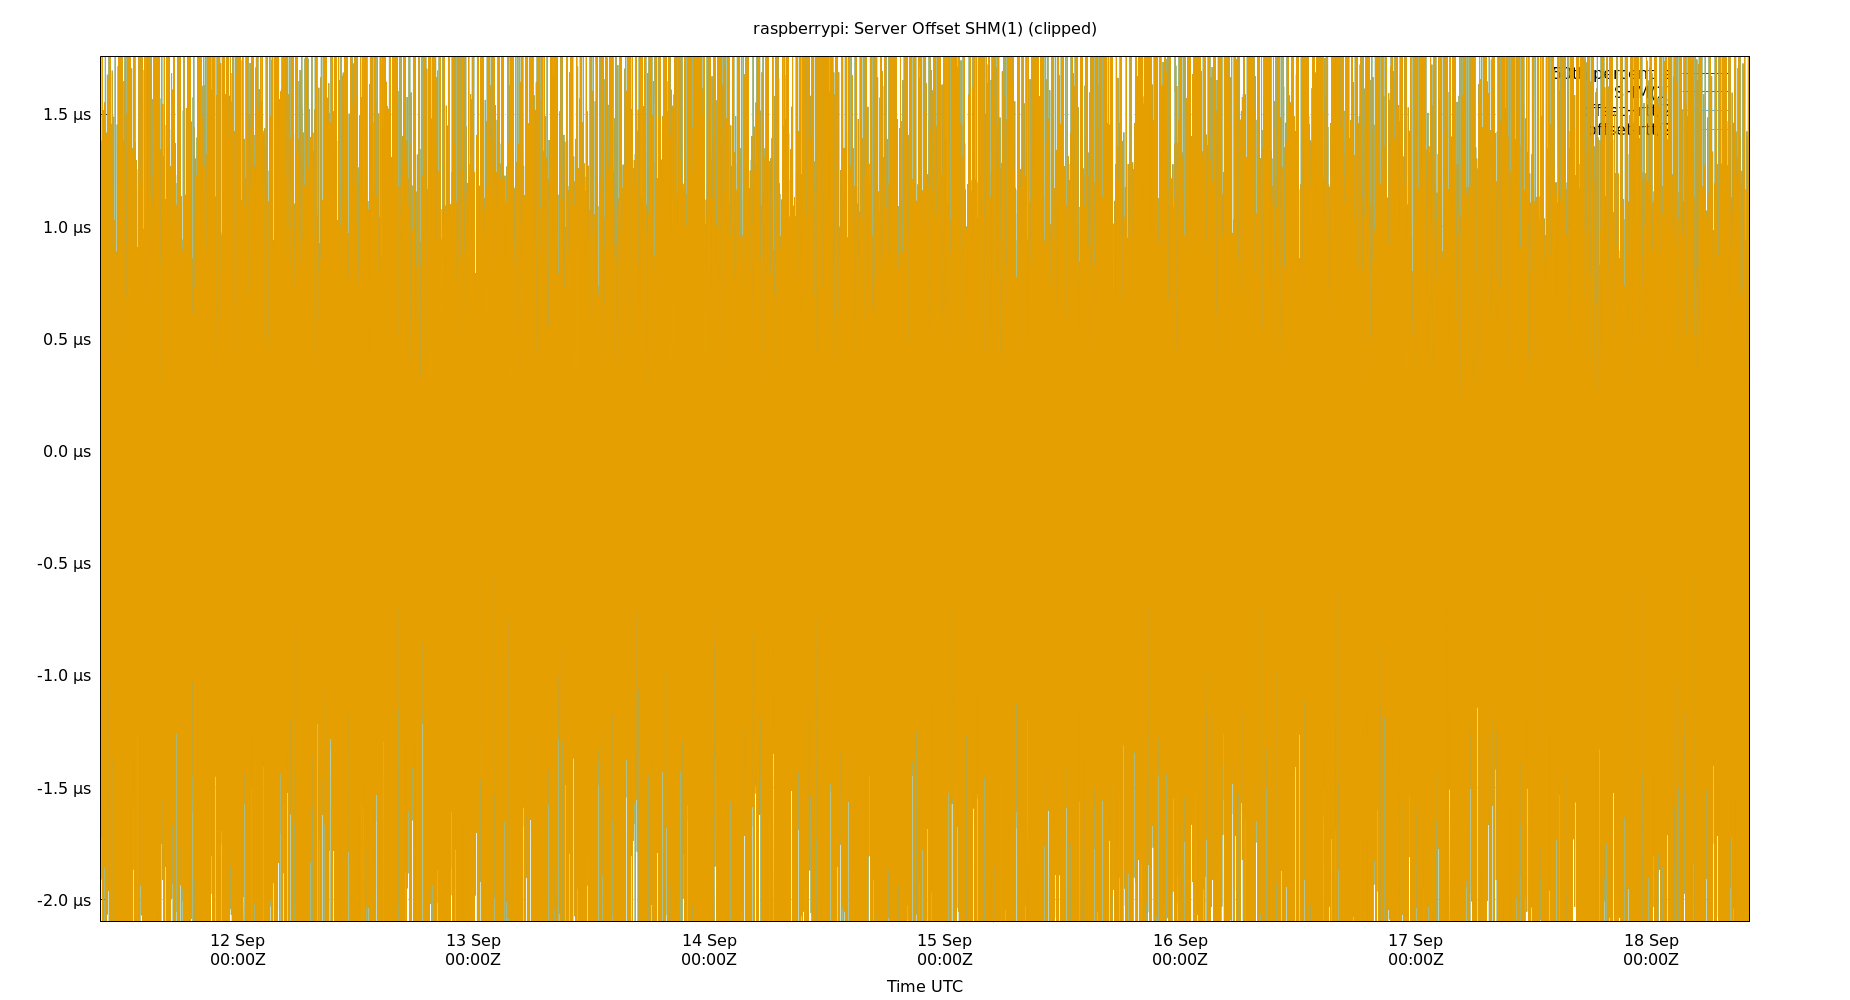 raspberrypi: Server Offset SHM(1) (clipped)
1.5 µs
1.0 µs
0.5 µs
0.0 µs
-0.5 µs
-1.0 µs
-1.5 µs
-2.0 µs
12 Sep 13 Sep 14 Sep 15 Sep 16 Sep 17 Sep 18 Sep
00:00Z 00:00Z 00:00Z 00:00Z 00:00Z 00:00Z 00:00Z
Time UTC